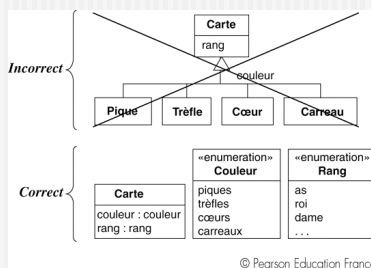 Carte
rang
Incorrect
couleur
Pique Trèfle Cœur Carreau
«enumeration» «enumeration»
Couleur Rang
Correct
Carte
couleur : couleur
rang : rang
piques
trèfles
cœurs
carreaux
as
roi
dame
. . .
© Pearson Education France